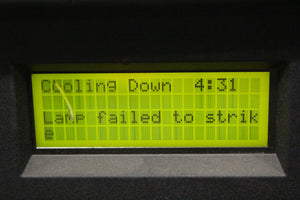 Cooling Down 4:31
Lamp failed to strik
e